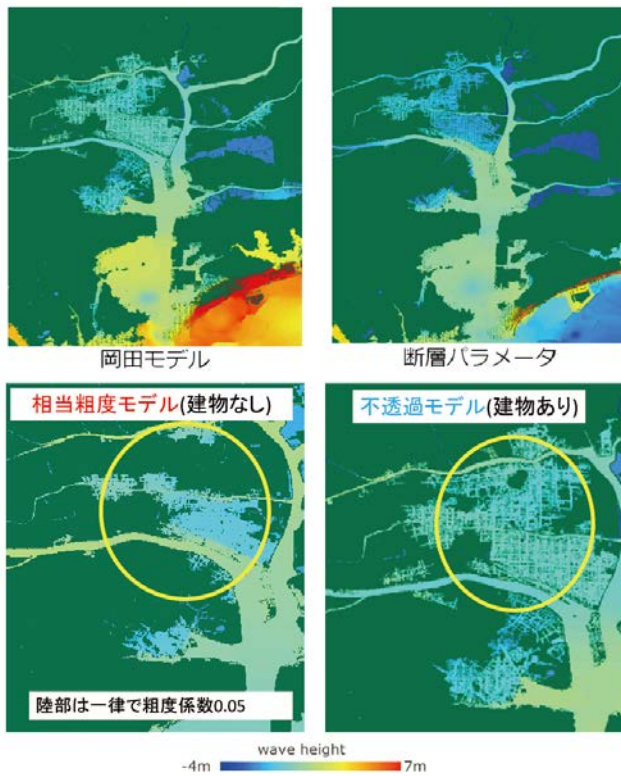 岡田モデル
断層パラメータ
相当粗度モデル(建物なし)
不透過モデル(建物あり)
陸部は一律で粗度係数0.05
wave height
-4m
7m